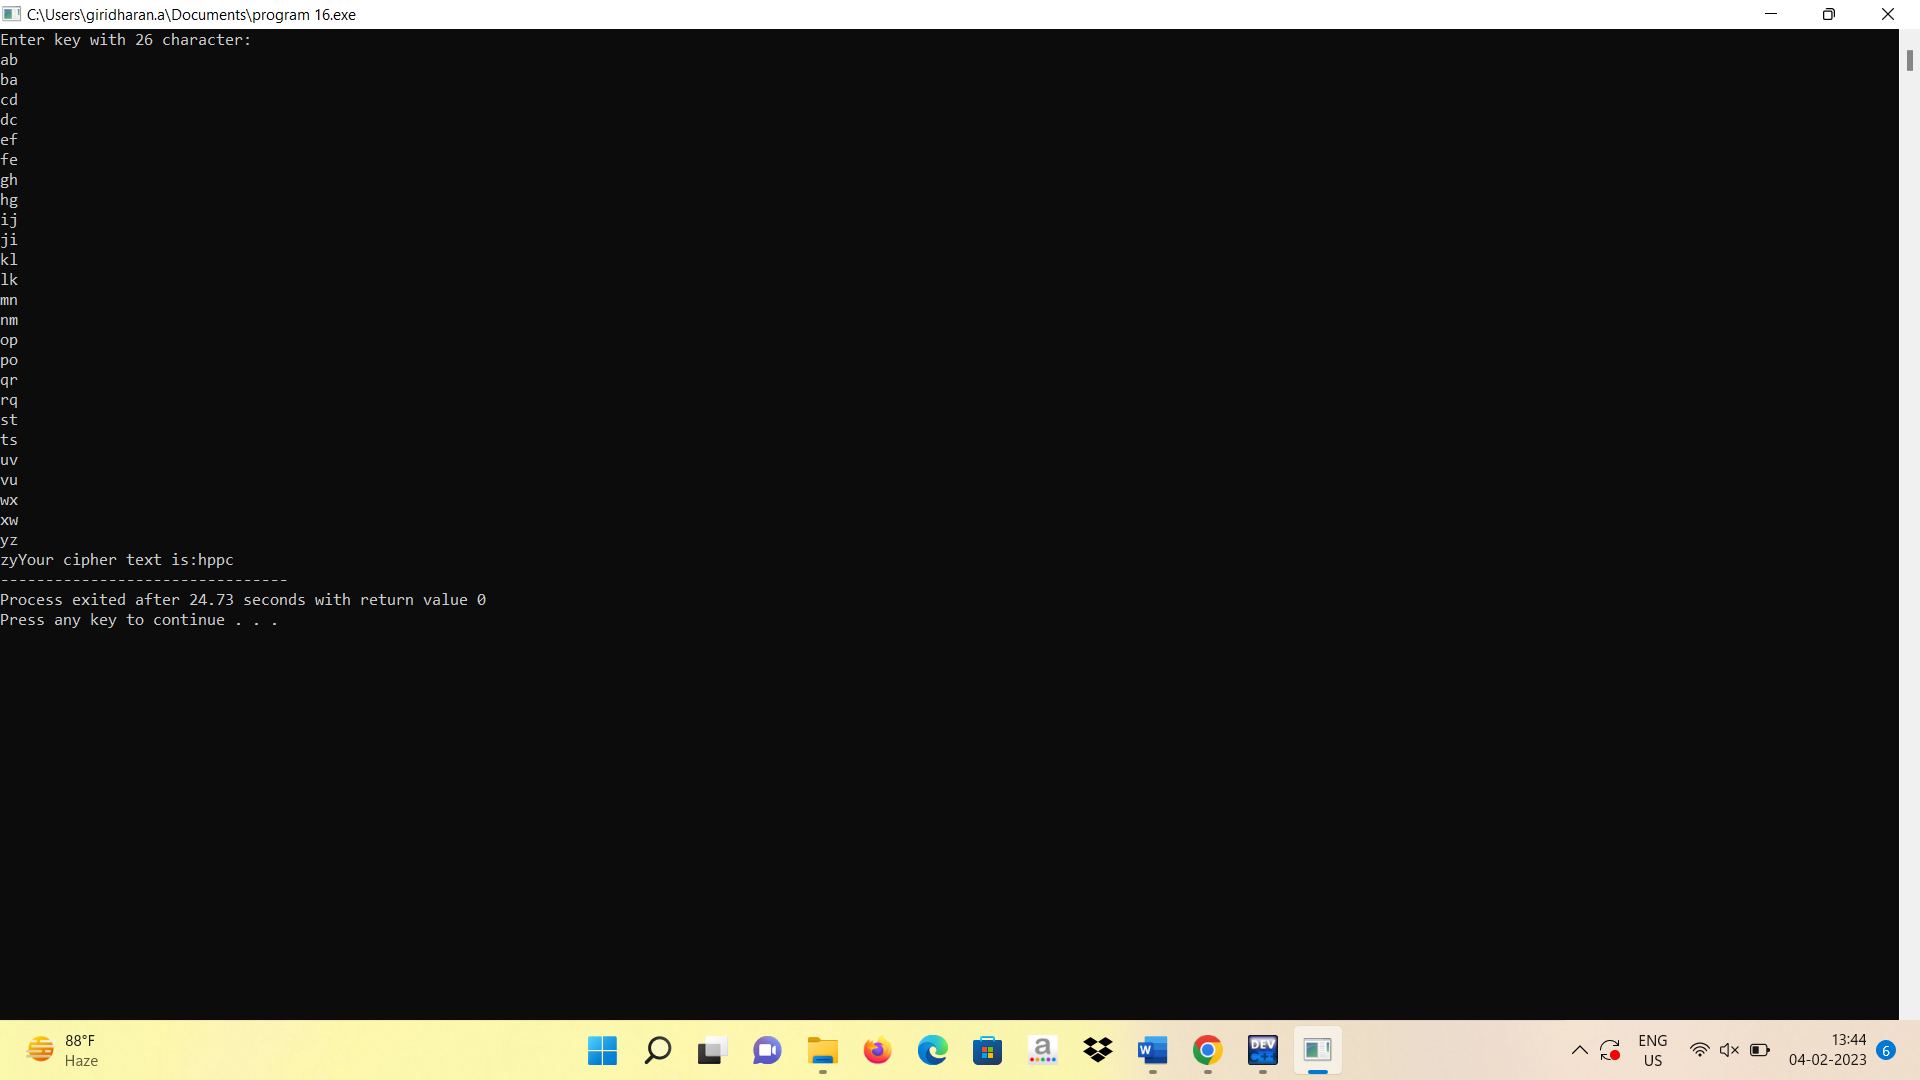 C:\Users\giridharan.a\Documents\program 16.exe
Enter key with 26 character:
ab
ba
cd
dc
ef
fe
gh
hg
ij
ji
kl
lk
mn
nm
op
po
qr
rq
st
ts
uv
vu
wx
xw
yz
zyYour cipher text is:hppc
--------------------------------
Process exited after 24.73 seconds with return value 0
Press any key to continue . . .
88°F
Haze
a
W
DEV
C++
ENG
US
13:44
04-02-2023
6